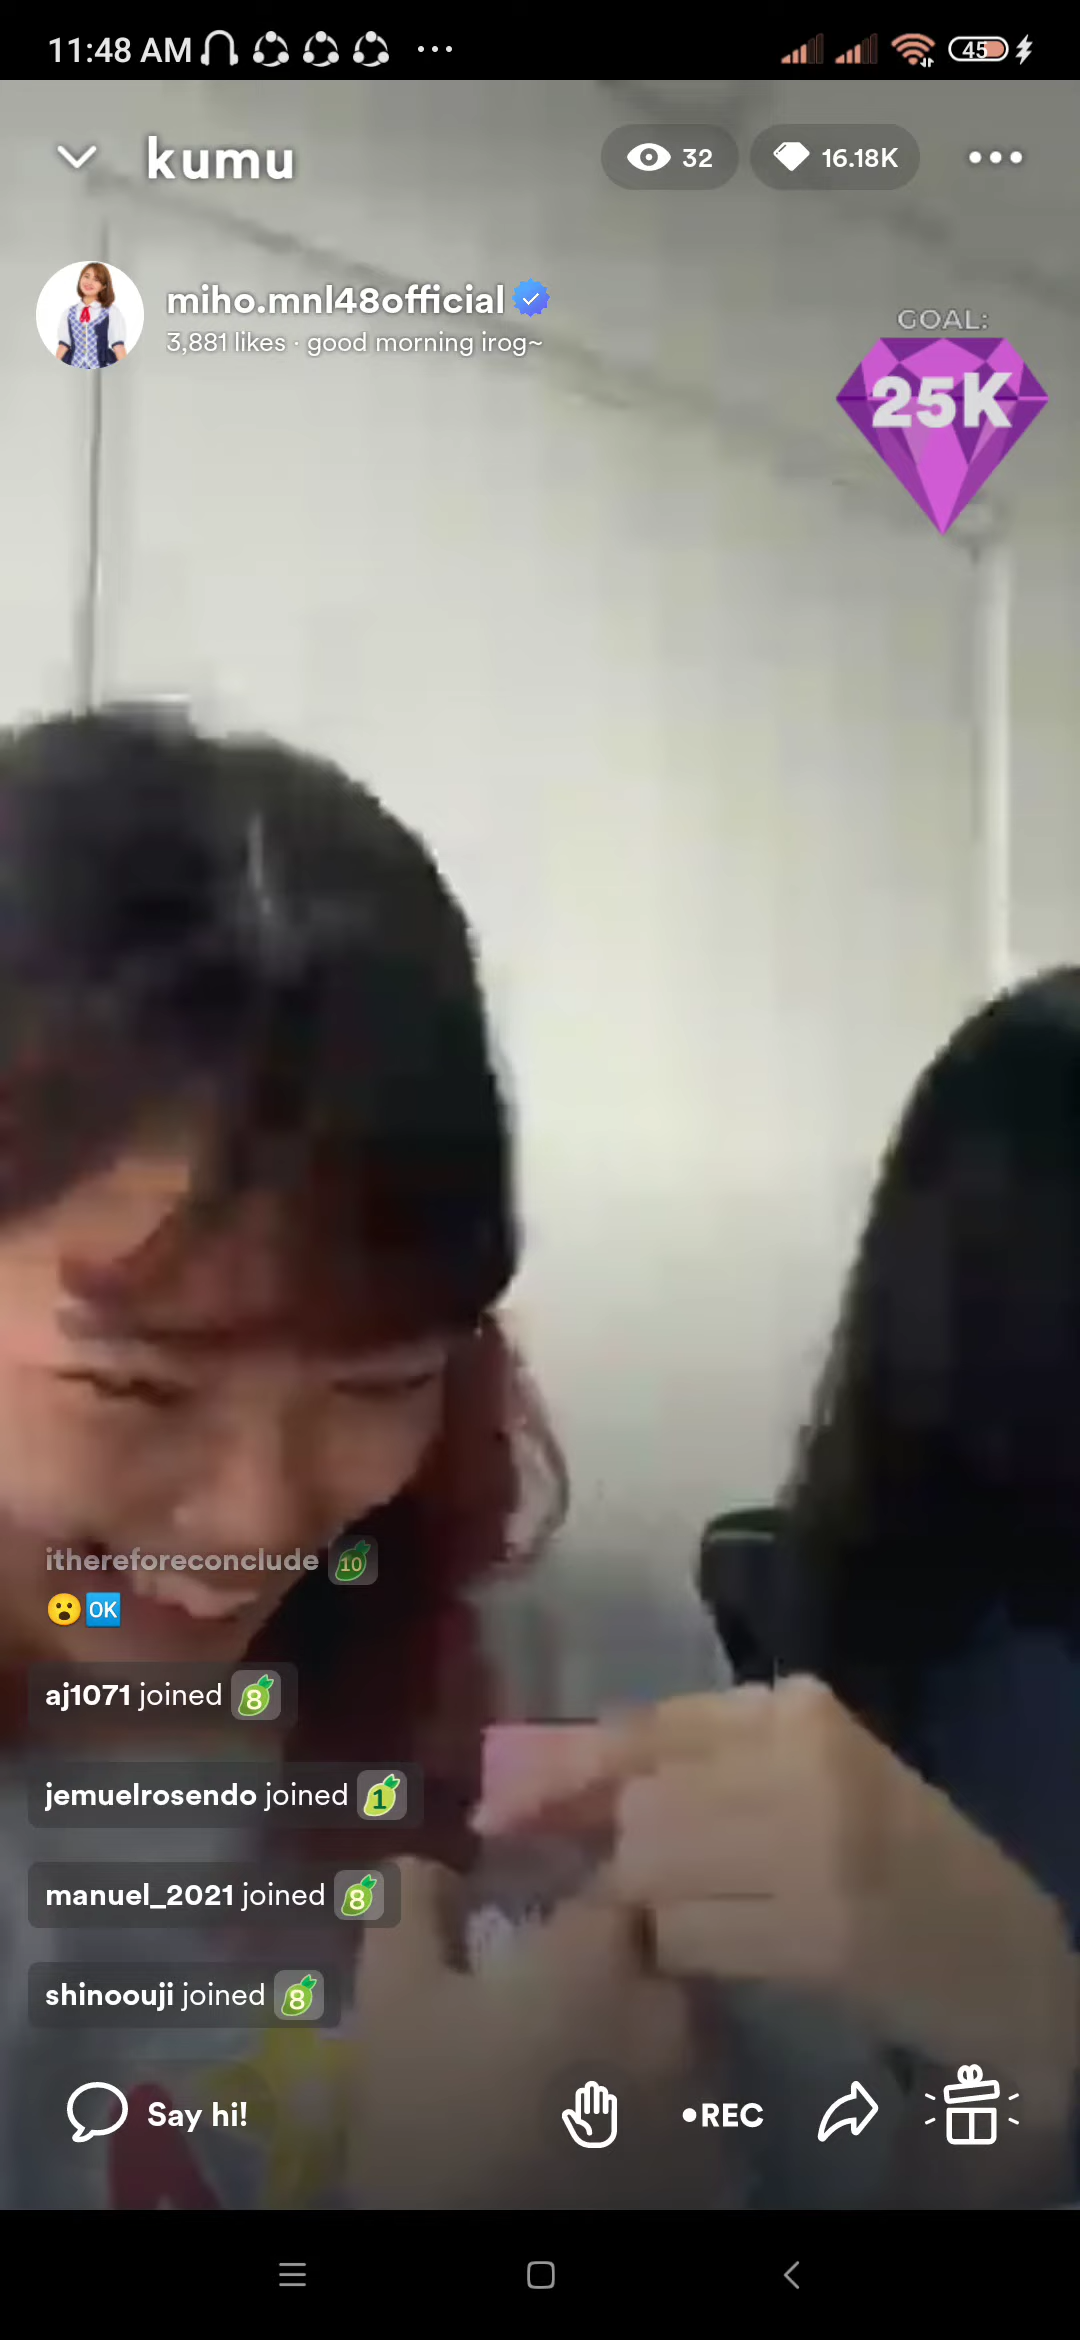 11:48 AM
45
kumu
32
16.18K
miho.mnl48official
3,881 likes · good morning irog~
GOAL:
25K
ithereforeconclude 10
😮🆗
aj1071 joined 8
jemuelrosendo joined 1
manuel_2021 joined 8
shinoouji joined 8
Say hi!
•REC